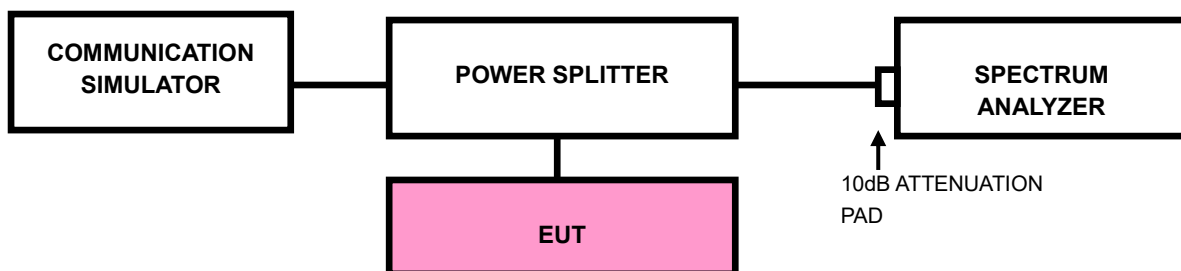 COMMUNICATION
SIMULATOR
POWER SPLITTER
SPECTRUM
ANALYZER
10dB ATTENUATION
PAD
EUT